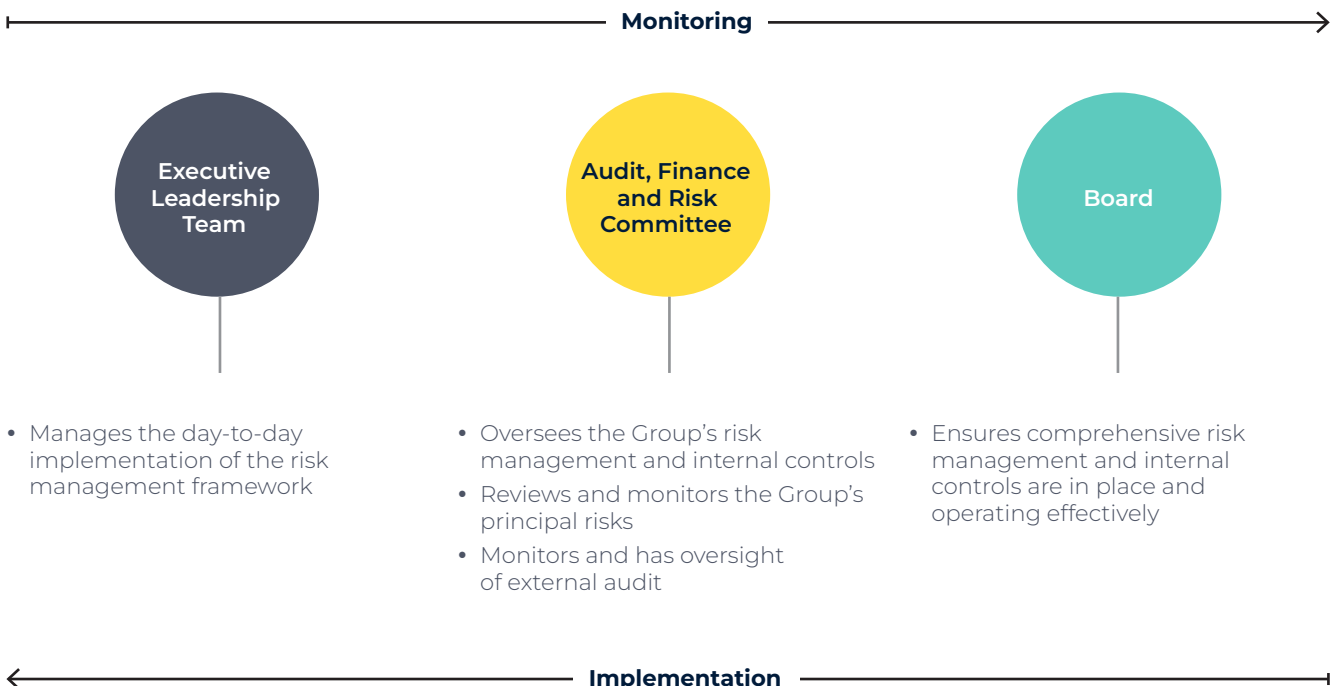 Monitoring
Executive
Leadership
Team
Audit, Finance
and Risk
Committee
Board
• Manages the day-to-day
implementation of the risk
management framework
• Oversees the Group’s risk
management and internal controls
• Reviews and monitors the Group’s
principal risks
• Monitors and has oversight
of external audit
• Ensures comprehensive risk
management and internal
controls are in place and
operating effectively
Implementation